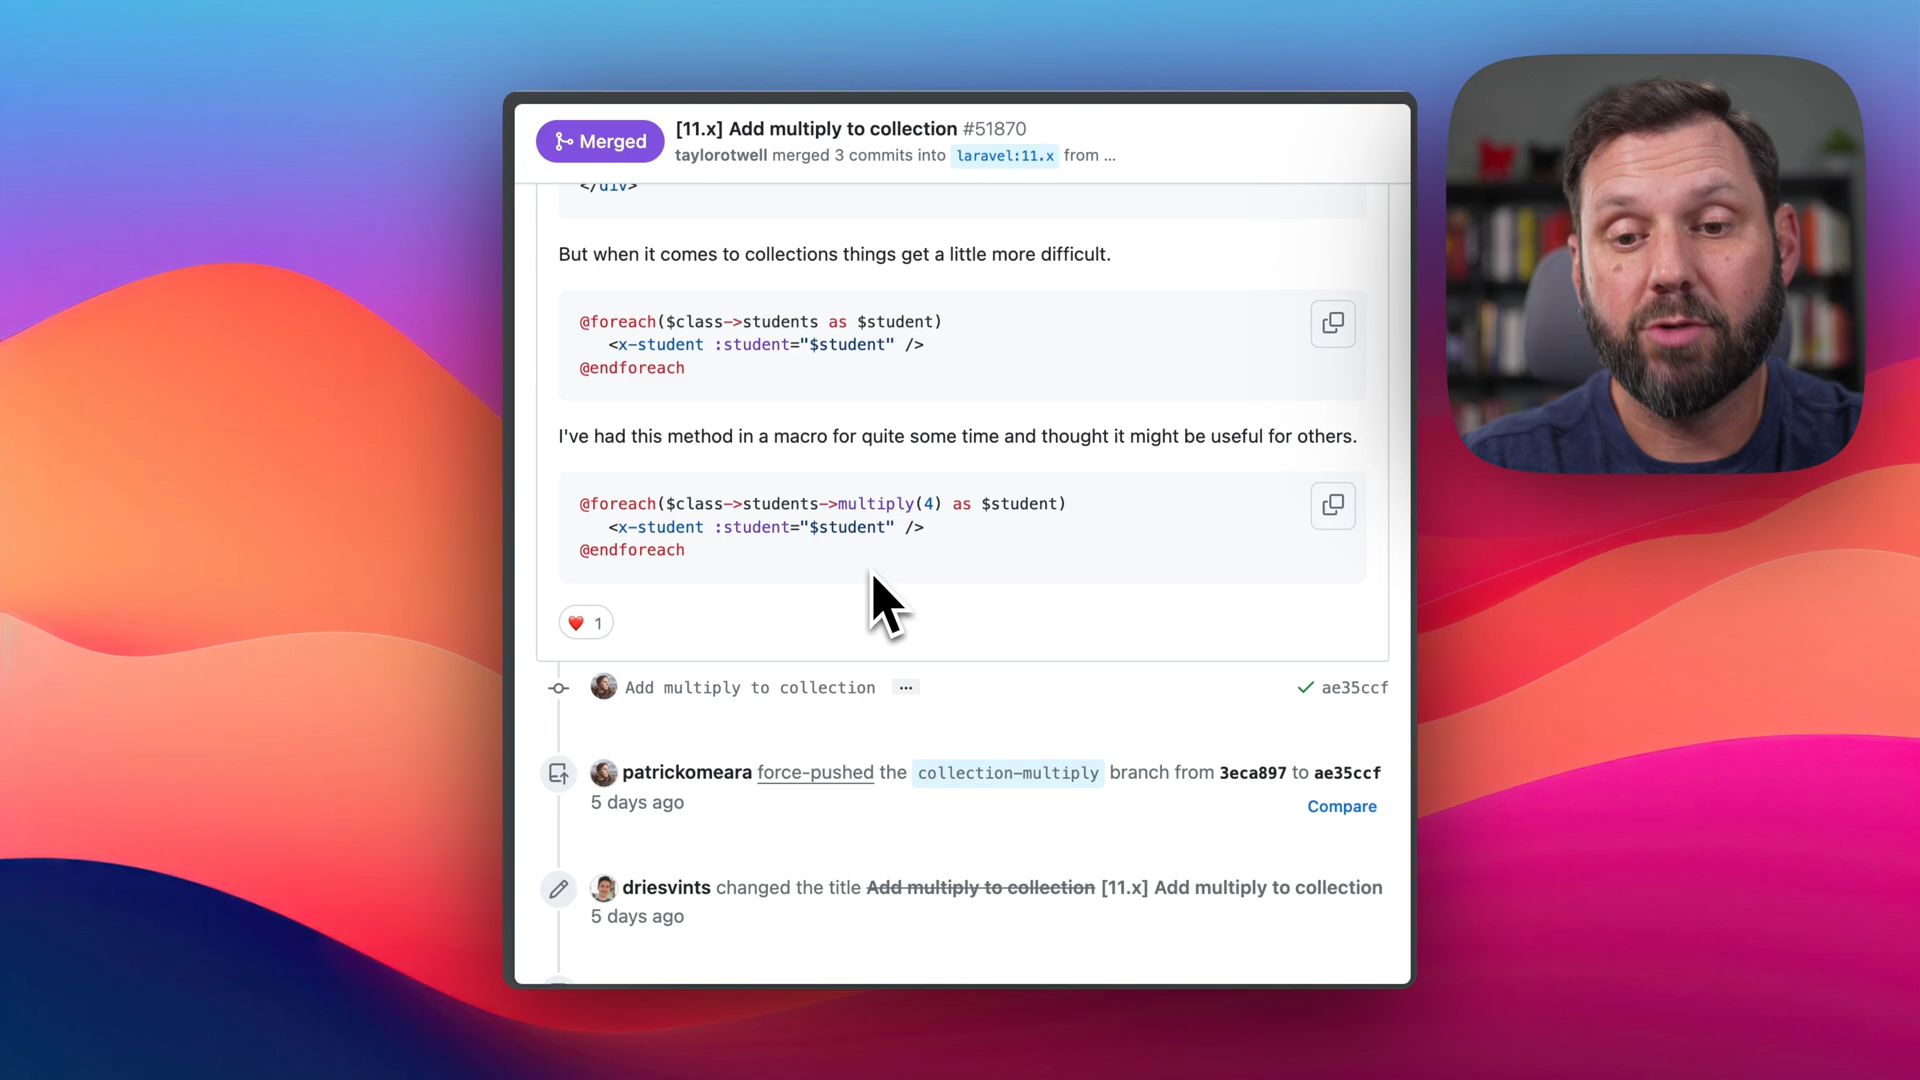 Merged
[11.x] Add multiply to collection #51870
taylorotwell merged 3 commits into laravel:11.x from ...
</div>
But when it comes to collections things get a little more difficult.
@foreach($class->students as $student)
<x-student :student="$student" />
@endforeach
I've had this method in a macro for quite some time and thought it might be useful for others.
@foreach($class->students->multiply(4) as $student)
<x-student :student="$student" />
@endforeach
❤️ 1
Add multiply to collection ... ae35ccf
patrickomeara force-pushed the collection-multiply branch from 3eca897 to ae35ccf
5 days ago
Compare
driesvints changed the title Add multiply to collection [11.x] Add multiply to collection
5 days ago